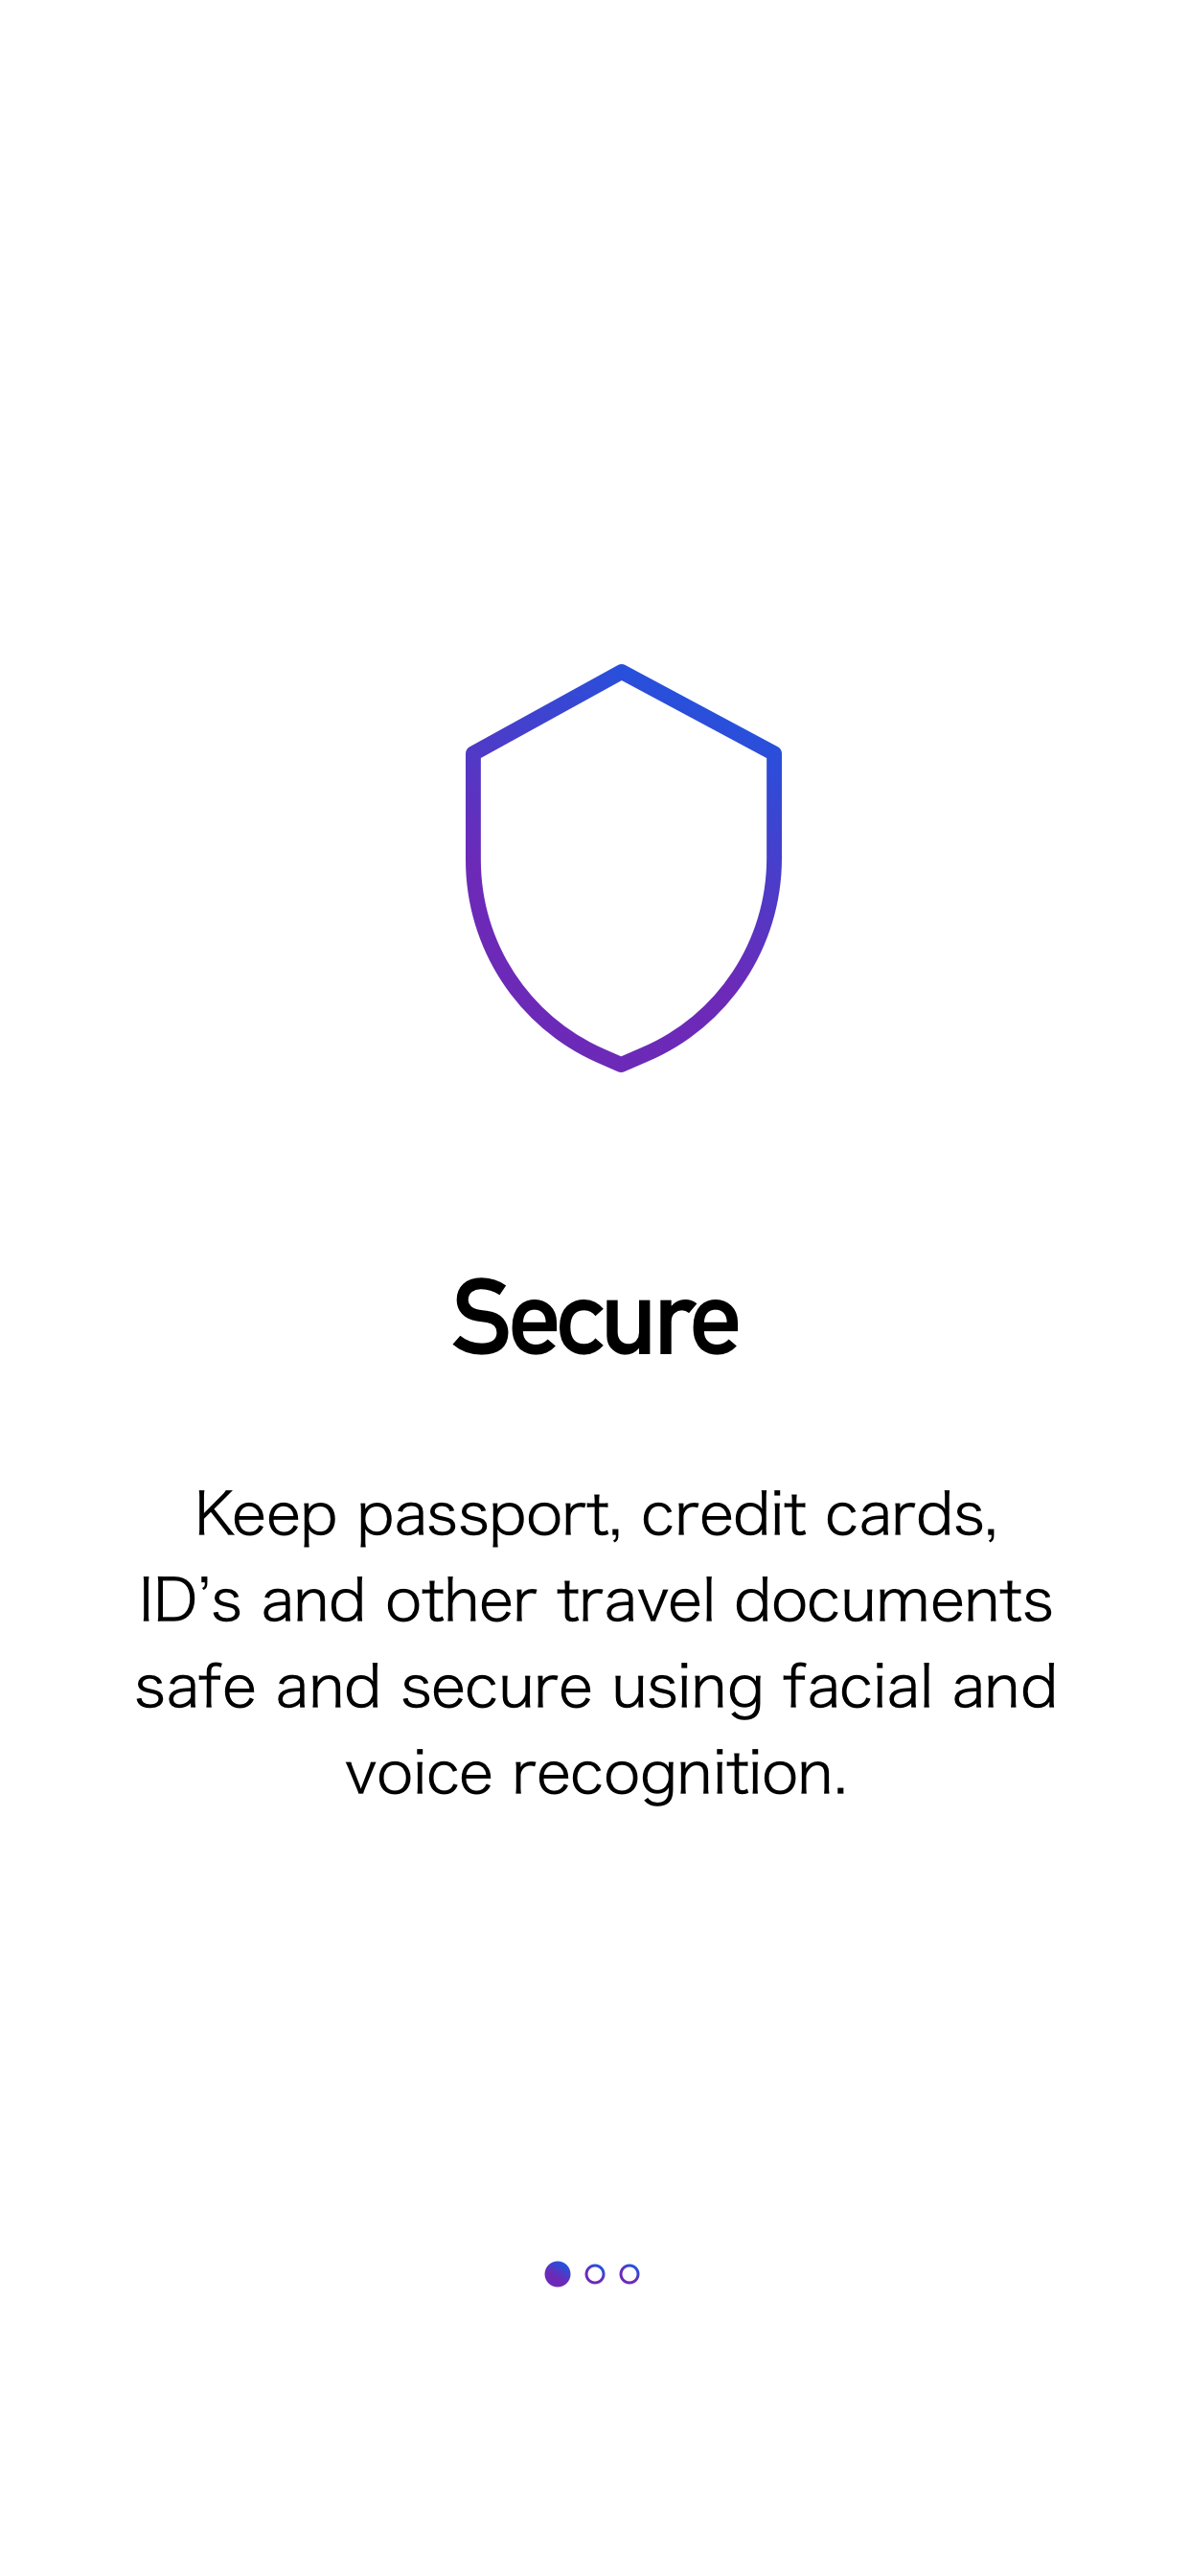 Secure
Keep passport, credit cards,
ID’s and other travel documents
safe and secure using facial and
voice recognition.